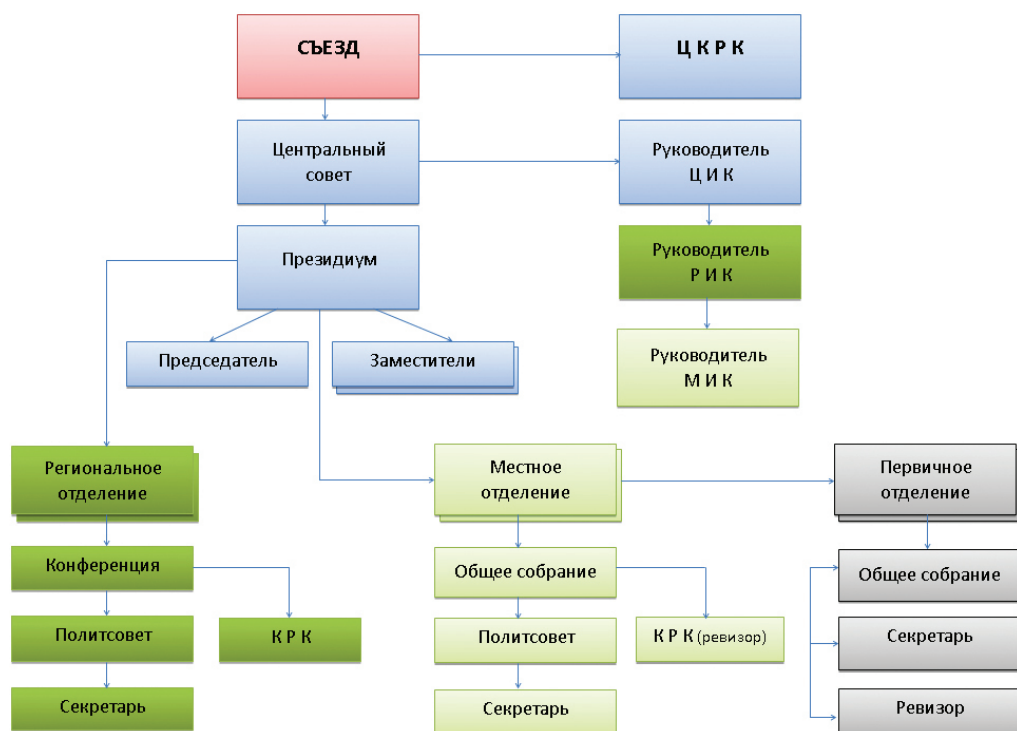 СЪЕЗД
Ц К Р К
Центральный
совет
Руководитель
Ц И К
Президиум
Руководитель
Р И К
Председатель
Заместители
Руководитель
М И К
Региональное
отделение
Местное
отделение
Первичное
отделение
Конференция
Общее собрание
Общее собрание
Политсовет
К Р К
Политсовет
К Р К (ревизор)
Секретарь
Секретарь
Секретарь
Ревизор